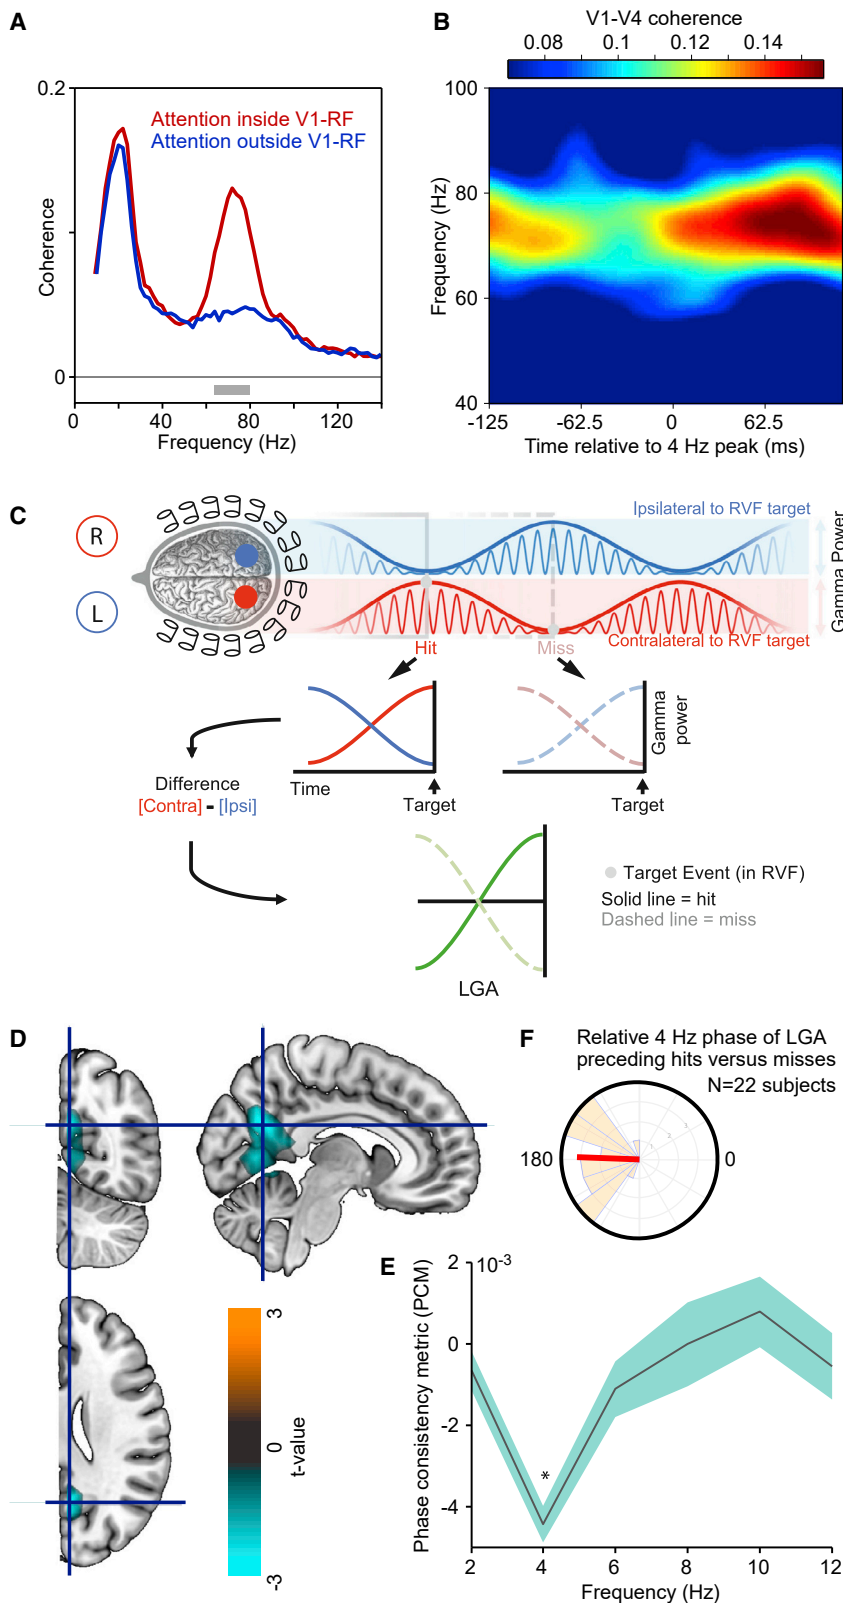 A
0.2
Attention inside V1-RF
Attention outside V1-RF
Coherence
0
0 40 80 120
Frequency (Hz)
B
V1-V4 coherence
0.08 0.1 0.12 0.14
100
80
60
40
Frequency (Hz)
-125 -62.5 0 62.5
Time relative to 4 Hz peak (ms)
C
R
L
Ipsilateral to RVF target
Contralateral to RVF target
Gamma Power
Gamma Power
Hit
Miss
Gamma
power
Time
Target
Target
Difference
[Contra] - [Ipsi]
Target Event (in RVF)
Solid line = hit
Dashed line = miss
LGA
D
3
0
-3
t-value
F
Relative 4 Hz phase of LGA
preceding hits versus misses
N=22 subjects
180
0
1
2
3
E
2
10-3
0
-2
-4
Phase consistency metric (PCM)
*
2 4 6 8 10 12
Frequency (Hz)